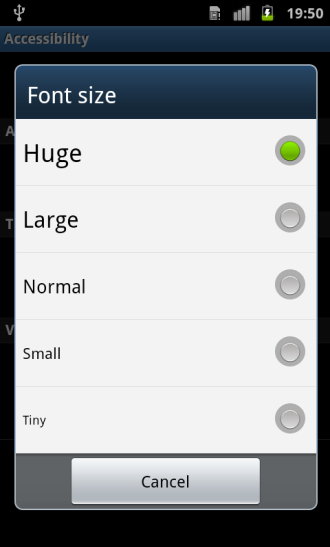 19:50
Accessibility
Font size
Huge
Large
Normal
Small
Tiny
Cancel
A
T
V